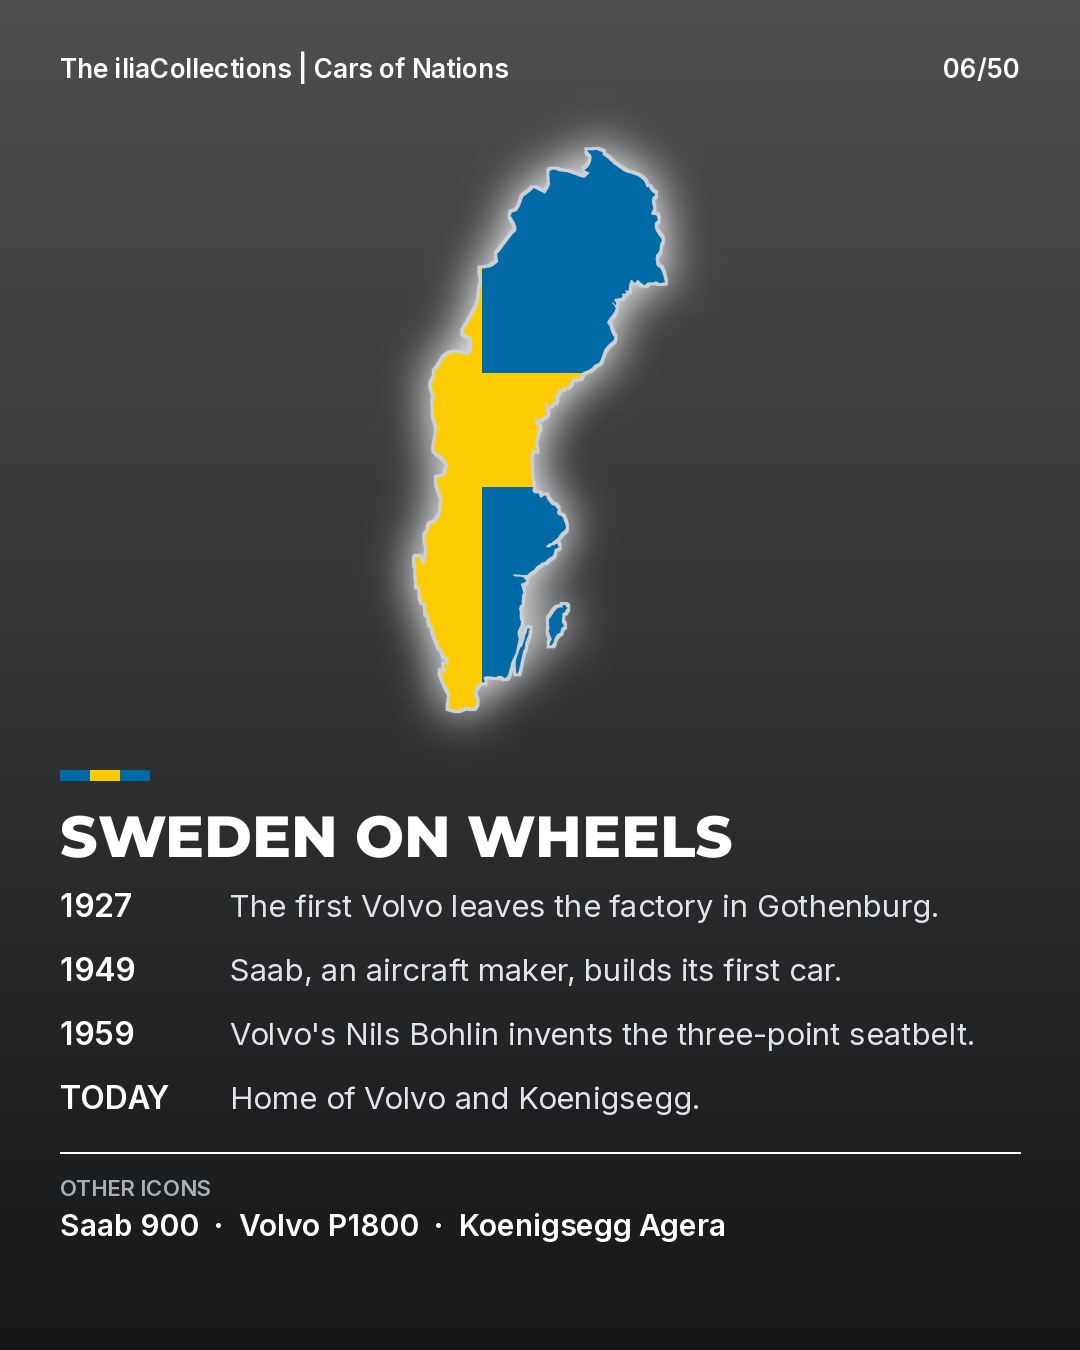 The iliaCollections | Cars of Nations
06/50
SWEDEN ON WHEELS
1927 The first Volvo leaves the factory in Gothenburg.
1949 Saab, an aircraft maker, builds its first car.
1959 Volvo's Nils Bohlin invents the three-point seatbelt.
TODAY Home of Volvo and Koenigsegg.
OTHER ICONS
Saab 900 · Volvo P1800 · Koenigsegg Agera